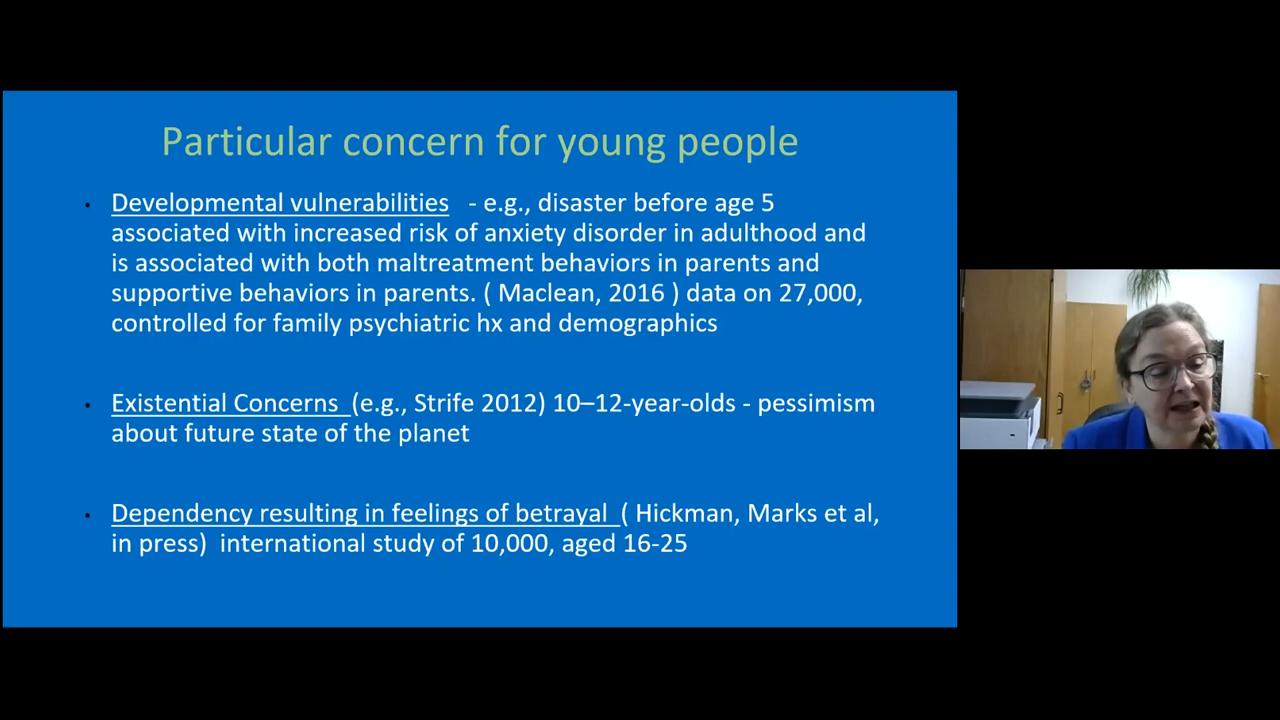 Particular concern for young people
• Developmental vulnerabilities - e.g., disaster before age 5
associated with increased risk of anxiety disorder in adulthood and
is associated with both maltreatment behaviors in parents and
supportive behaviors in parents. ( Maclean, 2016 ) data on 27,000,
controlled for family psychiatric hx and demographics
• Existential Concerns (e.g., Strife 2012) 10–12-year-olds - pessimism
about future state of the planet
• Dependency resulting in feelings of betrayal ( Hickman, Marks et al,
in press) international study of 10,000, aged 16-25